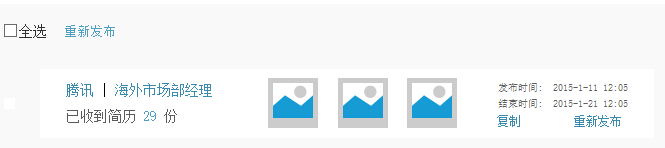 全选 重新发布
腾讯 | 海外市场部经理
已收到简历 29 份
发布时间: 2015-1-11 12:05
结束时间: 2015-1-21 12:05
复制 重新发布